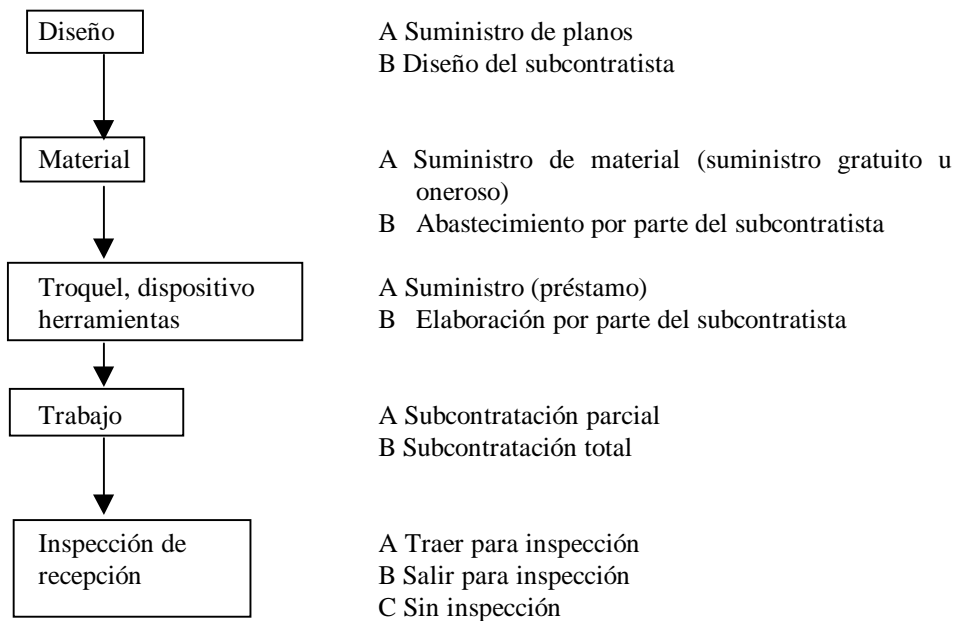 Diseño
A Suministro de planos
B Diseño del subcontratista
Material
A Suministro de material (suministro gratuito u
oneroso)
B Abastecimiento por parte del subcontratista
Troquel, dispositivo
herramientas
A Suministro (préstamo)
B Elaboración por parte del subcontratista
Trabajo
A Subcontratación parcial
B Subcontratación total
Inspección de
recepción
A Traer para inspección
B Salir para inspección
C Sin inspección